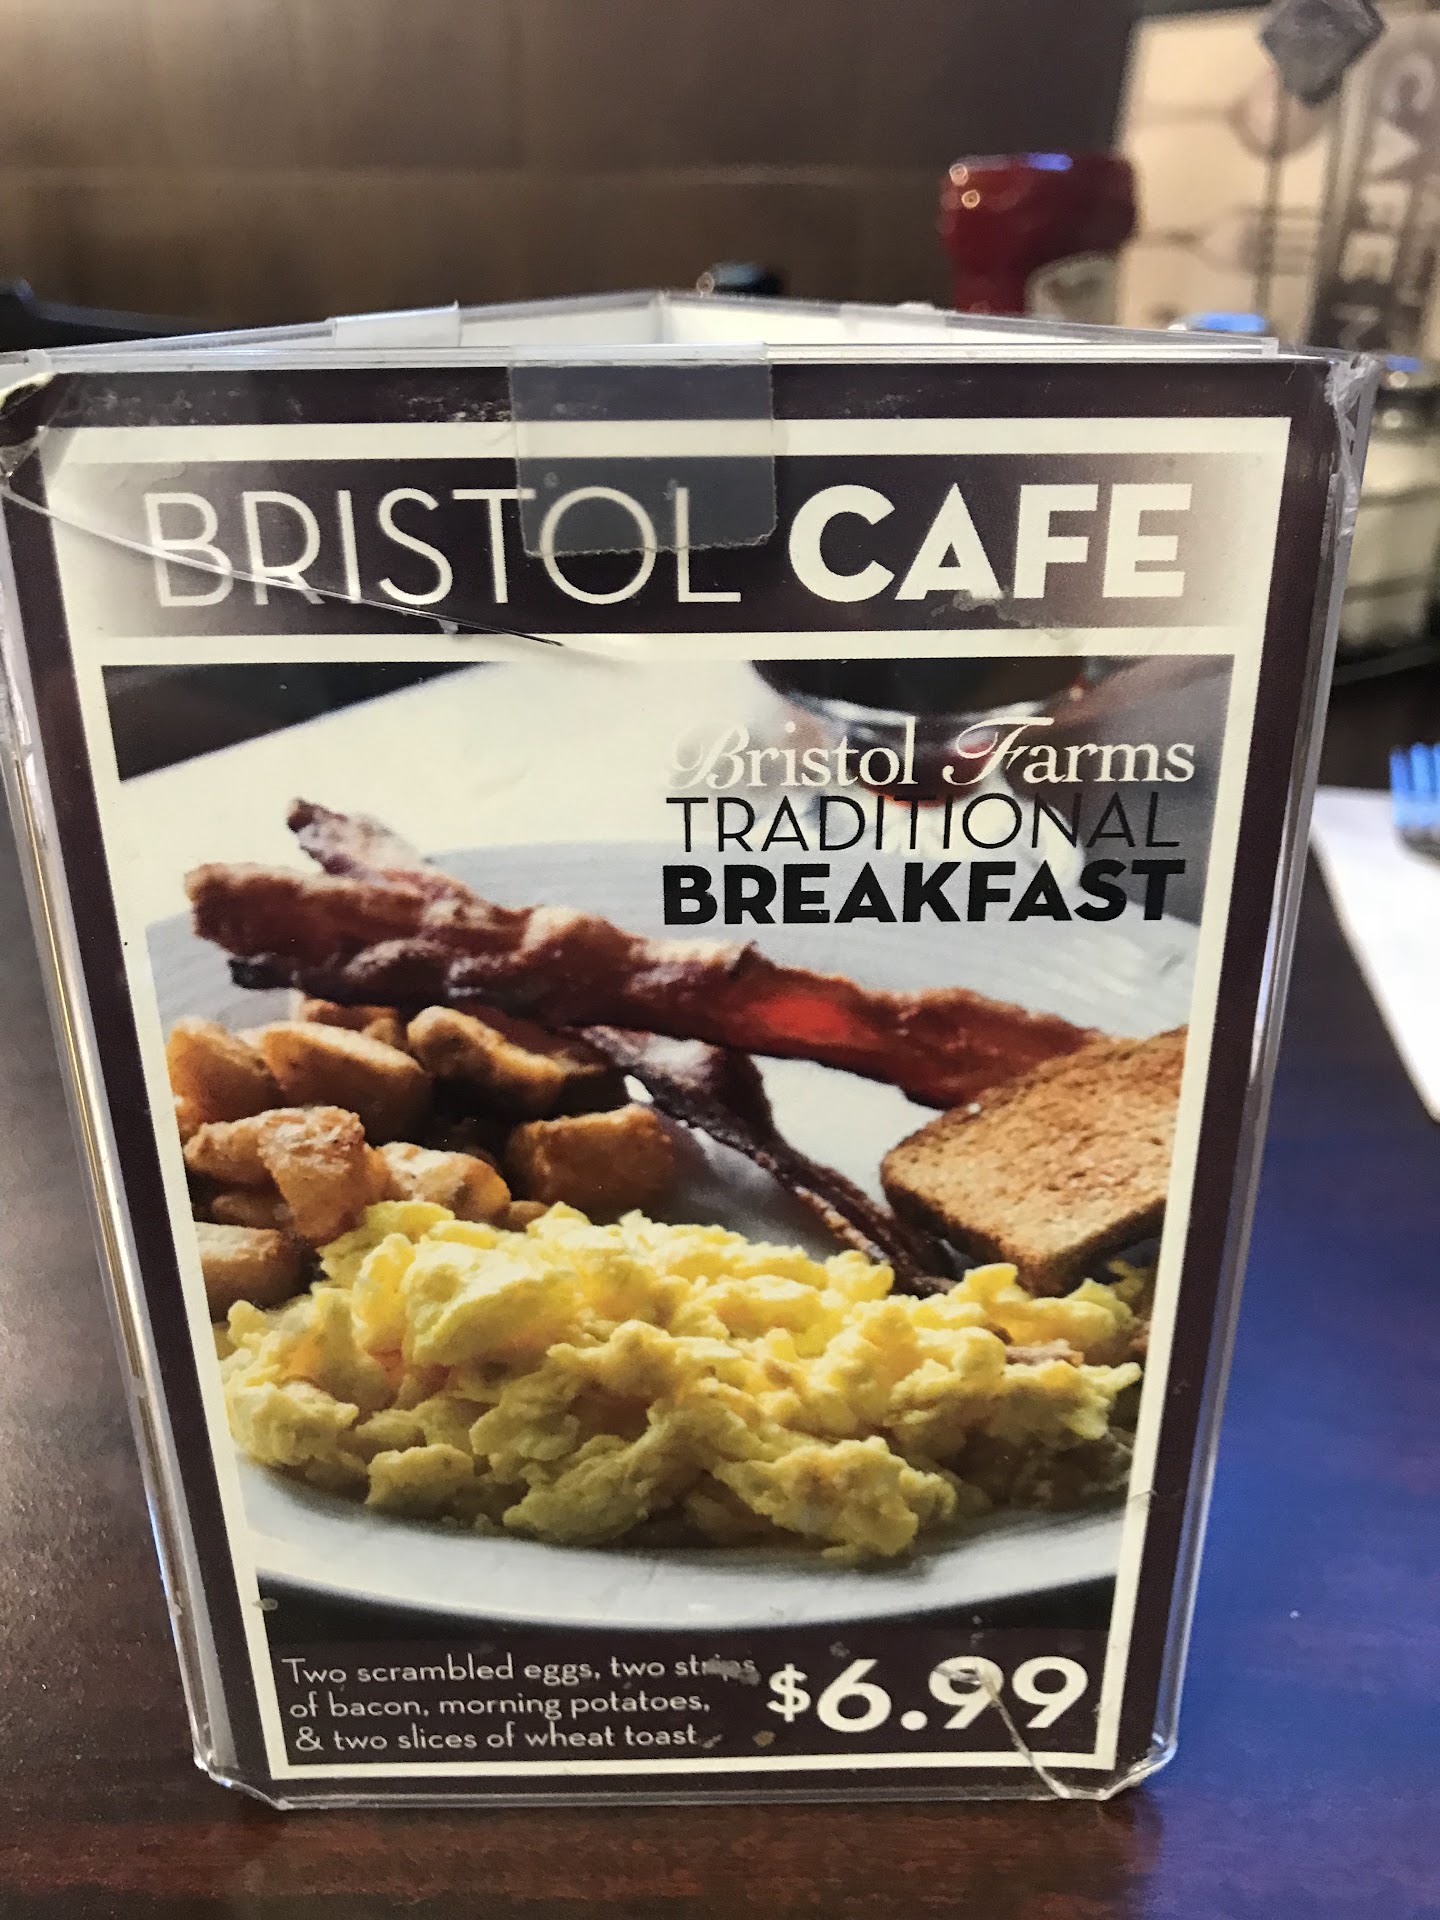 BRISTOL CAFE
Bristol Farms
TRADITIONAL
BREAKFAST
Two scrambled eggs, two strips
of bacon, morning potatoes,
& two slices of wheat toast
$6.99
CAFE